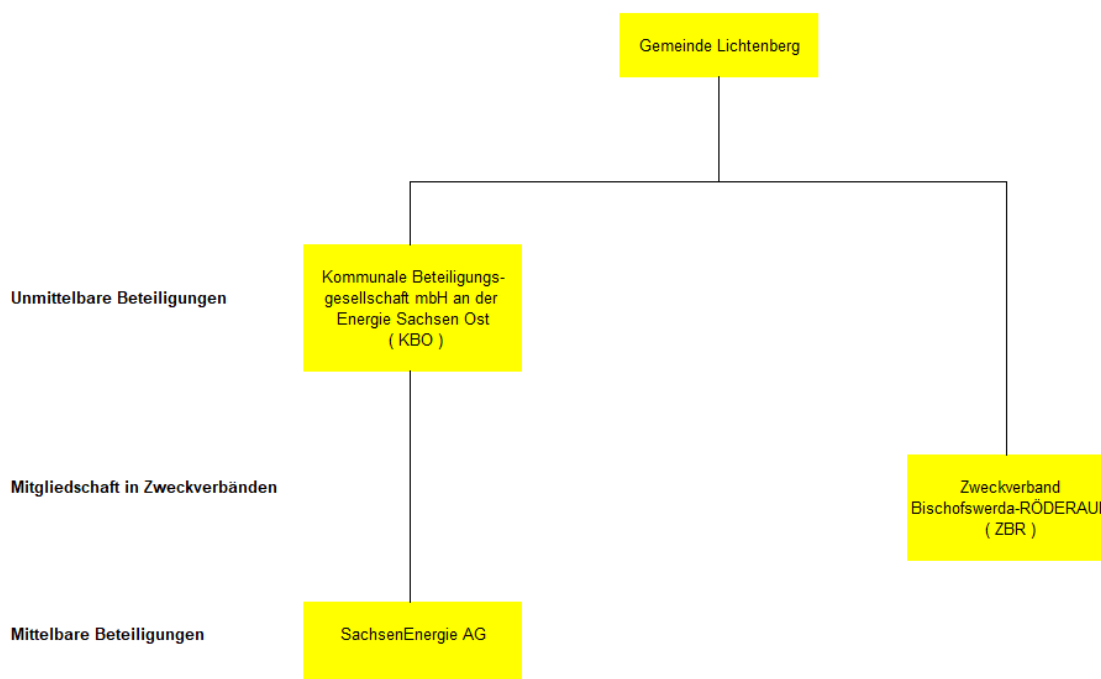 Gemeinde Lichtenberg
Unmittelbare Beteiligungen
Kommunale Beteiligungs-
gesellschaft mbH an der
Energie Sachsen Ost
( KBO )
Mitgliedschaft in Zweckverbänden
Zweckverband
Bischofswerda-RÖDERAU
( ZBR )
Mittelbare Beteiligungen
SachsenEnergie AG